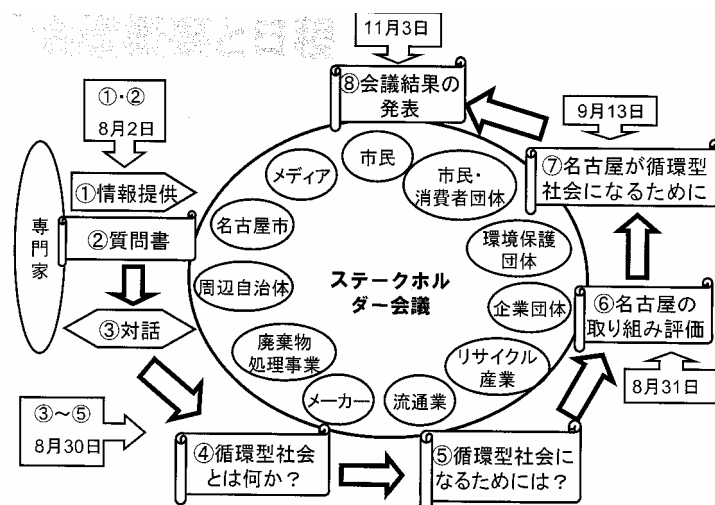 11月3日
⑧会議結果の
発表
①・②
8月2日
9月13日
①情報提供
②質問書
③対話
専門家
市民
メディア
市民・
消費者団体
名古屋市
環境保護
団体
周辺自治体
ステークホル
ダー会議
企業団体
廃棄物
処理事業
リサイクル
産業
メーカー
流通業
⑦名古屋が循環型
社会になるために
⑥名古屋の
取り組み評価
8月31日
③～⑤
8月30日
④循環型社会
とは何か？
⑤循環型社会に
なるためには？